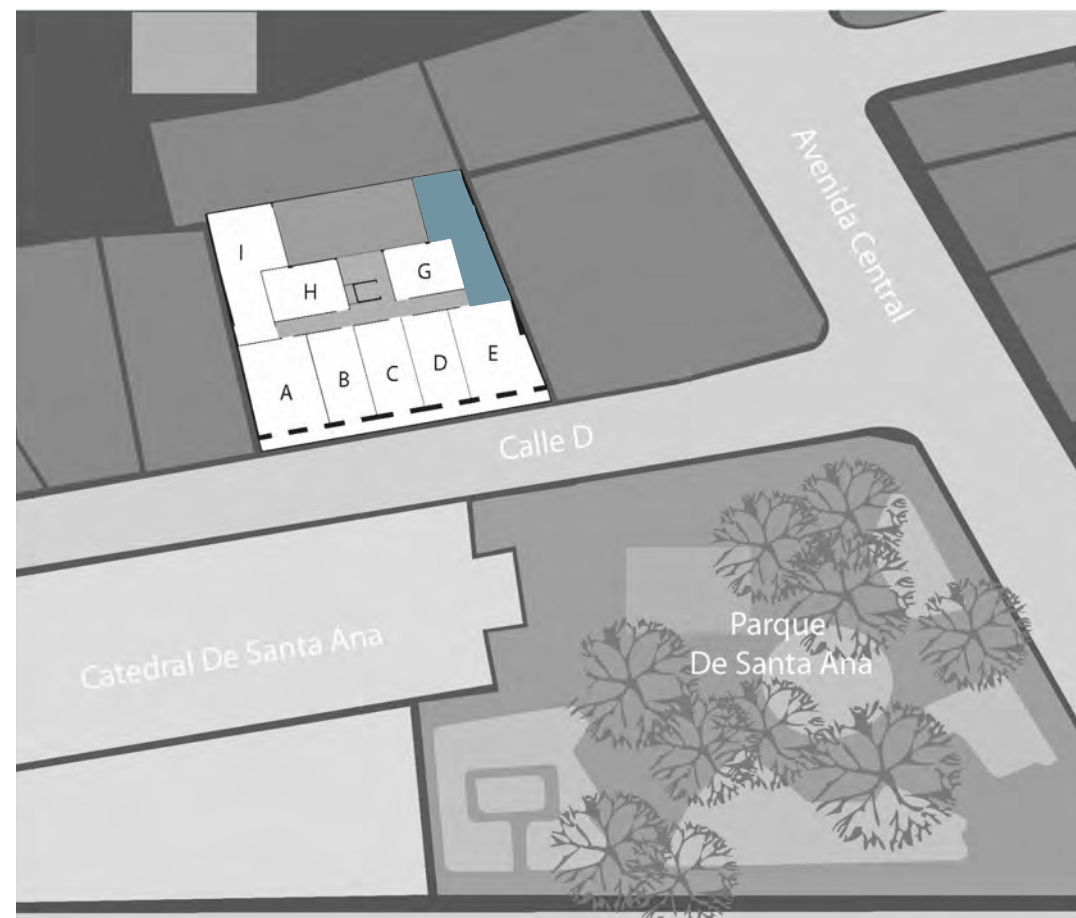 Avenida Central
I
G
H
E
D
C
B
A
Calle D
Catedral De Santa Ana
Parque
De Santa Ana